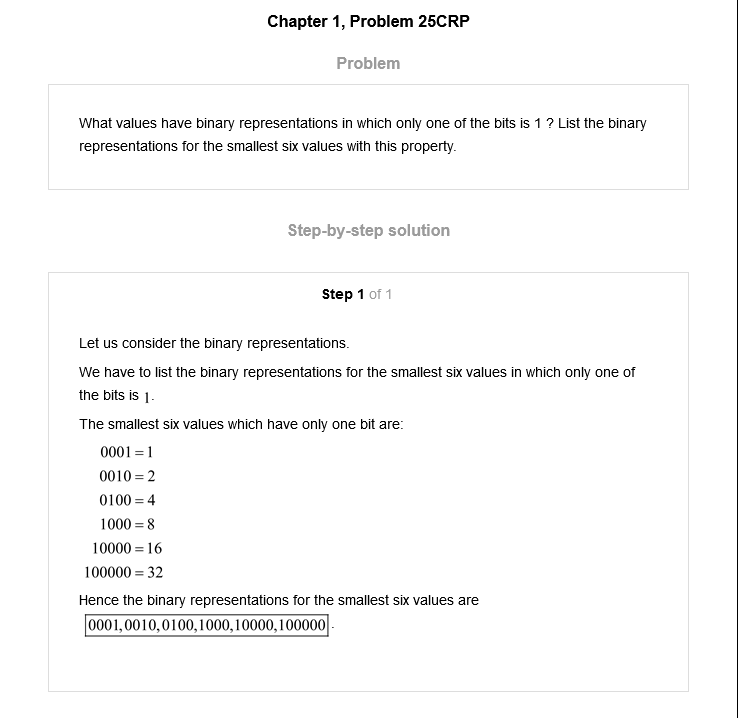 Chapter 1, Problem 25CRP
Problem
What values have binary representations in which only one of the bits is 1 ? List the binary
representations for the smallest six values with this property.
Step-by-step solution
Step 1 of 1
Let us consider the binary representations.
We have to list the binary representations for the smallest six values in which only one of
the bits is 1.
The smallest six values which have only one bit are:
0001 = 1
0010 = 2
0100 = 4
1000 = 8
10000 = 16
100000 = 32
Hence the binary representations for the smallest six values are
0001,0010,0100,1000,10000,100000.